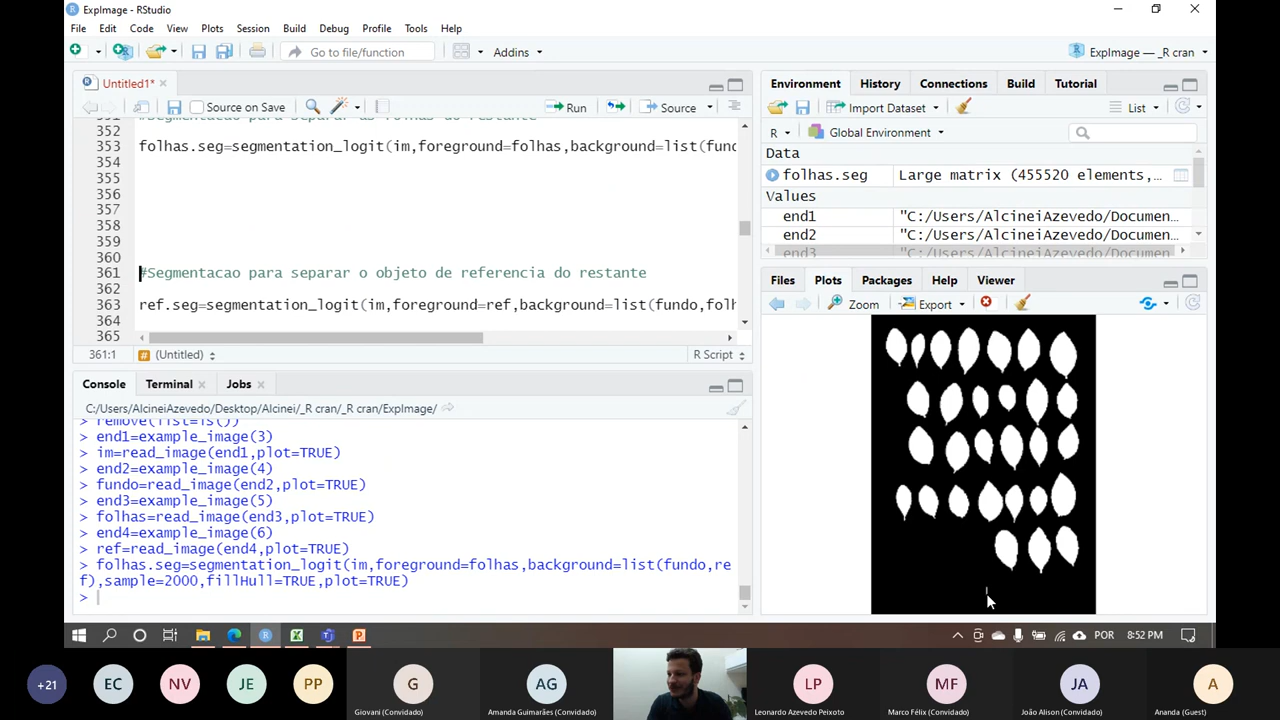 ExpImage - RStudio
File Edit Code View Plots Session Build Debug Profile Tools Help
Go to file/function Addins ExpImage — _R cran
Untitled1*
Source on Save Run Source
352
353 folhas.seg=segmentation_logit(im,foreground=folhas,background=list(fund
354
355
356
357
358
359
360
361 #Segmentacao para separar o objeto de referencia do restante
362
363 ref.seg=segmentation_logit(im,foreground=ref,background=list(fundo,folh
364
365
361:1 (Untitled) R Script
Console Terminal Jobs
C:/Users/AlcineiAzevedo/Desktop/Alcinei/_R cran/_R cran/ExpImage/
> remove(list=ls())
> end1=example_image(3)
> im=read_image(end1,plot=TRUE)
> end2=example_image(4)
> fundo=read_image(end2,plot=TRUE)
> end3=example_image(5)
> folhas=read_image(end3,plot=TRUE)
> end4=example_image(6)
> ref=read_image(end4,plot=TRUE)
> folhas.seg=segmentation_logit(im,foreground=folhas,background=list(fundo,re
f),sample=2000,fillHull=TRUE,plot=TRUE)
>
Environment History Connections Build Tutorial
Import Dataset List
R Global Environment
Data
folhas.seg Large matrix (455520 elements,…
Values
end1 "C:/Users/AlcineiAzevedo/Documen…
end2 "C:/Users/AlcineiAzevedo/Documen…
end3
Files Plots Packages Help Viewer
Zoom Export
POR 8:52 PM
+21 EC NV JE PP G AG LP MF JA A
Giovani (Convidado) Amanda Guimarães (Convidado) Leonardo Azevedo Peixoto Marco Félix (Convidado) João Alison (Convidado) Ananda (Guest)